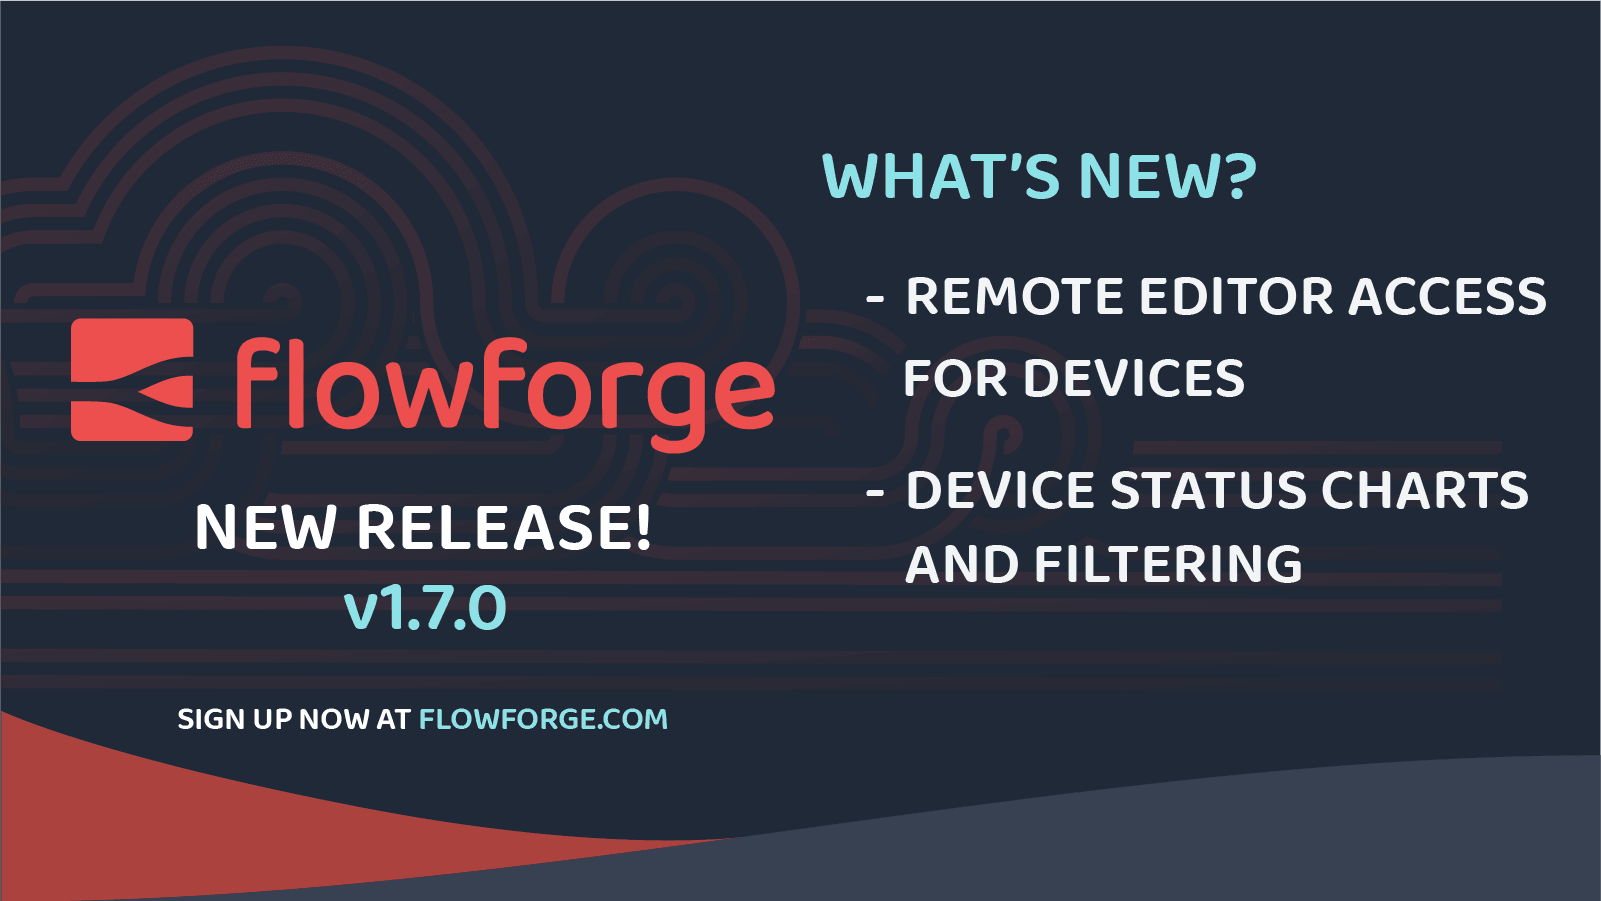 flowforge
NEW RELEASE!
v1.7.0
SIGN UP NOW AT FLOWFORGE.COM
WHAT'S NEW?
- REMOTE EDITOR ACCESS
FOR DEVICES
- DEVICE STATUS CHARTS
AND FILTERING